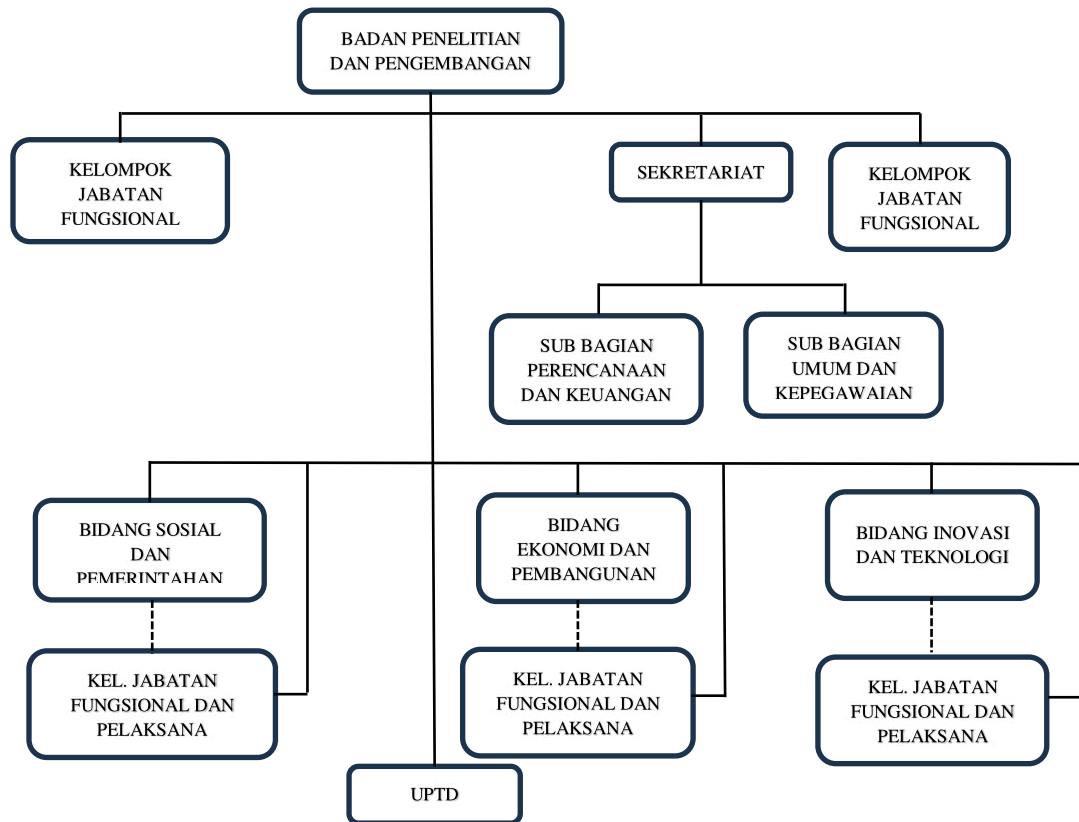 BADAN PENELITIAN
DAN PENGEMBANGAN
KELOMPOK
JABATAN
FUNGSIONAL
SEKRETARIAT
KELOMPOK
JABATAN
FUNGSIONAL
SUB BAGIAN
PERENCANAAN
DAN KEUANGAN
SUB BAGIAN
UMUM DAN
KEPEGAWAIAN
BIDANG SOSIAL
DAN
PEMERINTAHAN
BIDANG
EKONOMI DAN
PEMBANGUNAN
BIDANG INOVASI
DAN TEKNOLOGI
KEL. JABATAN
FUNGSIONAL DAN
PELAKSANA
KEL. JABATAN
FUNGSIONAL DAN
PELAKSANA
KEL. JABATAN
FUNGSIONAL DAN
PELAKSANA
UPTD